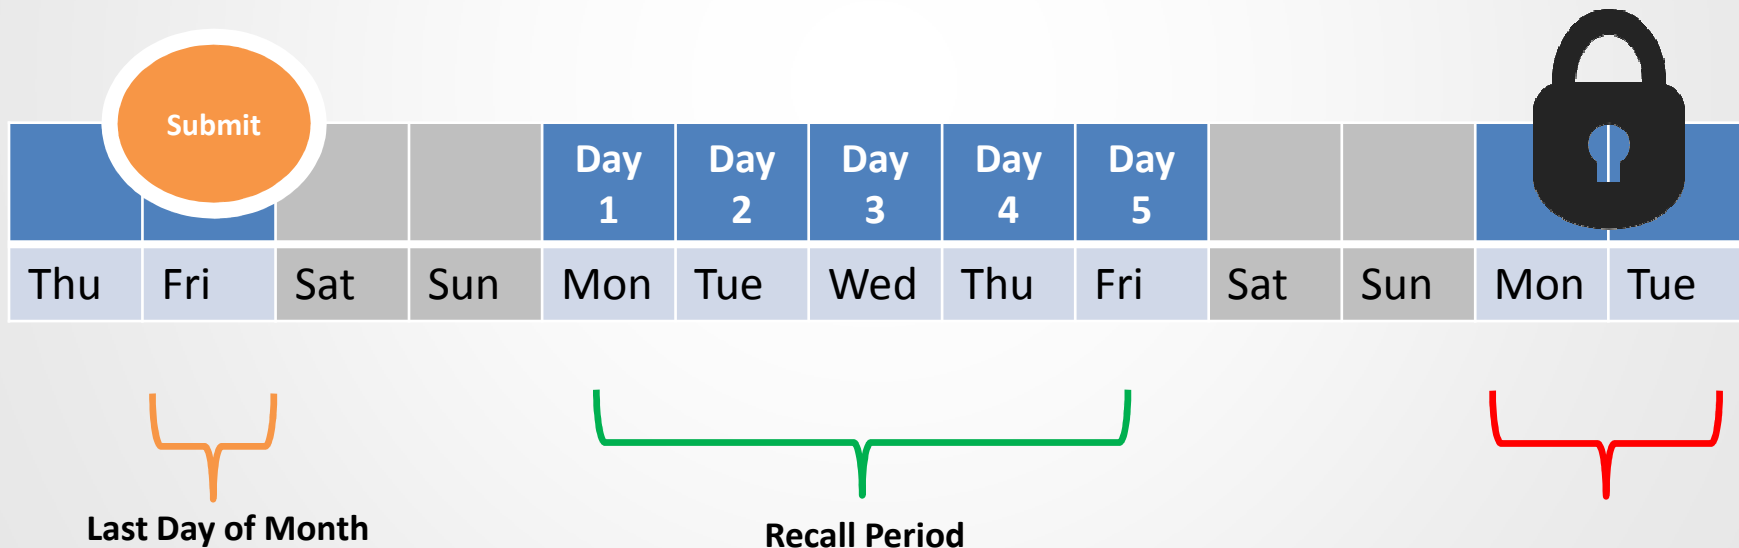 Submit
Day Day Day Day Day
1 2 3 4 5
Thu Fri Sat Sun Mon Tue Wed Thu Fri Sat Sun Mon Tue
Last Day of Month
Recall Period